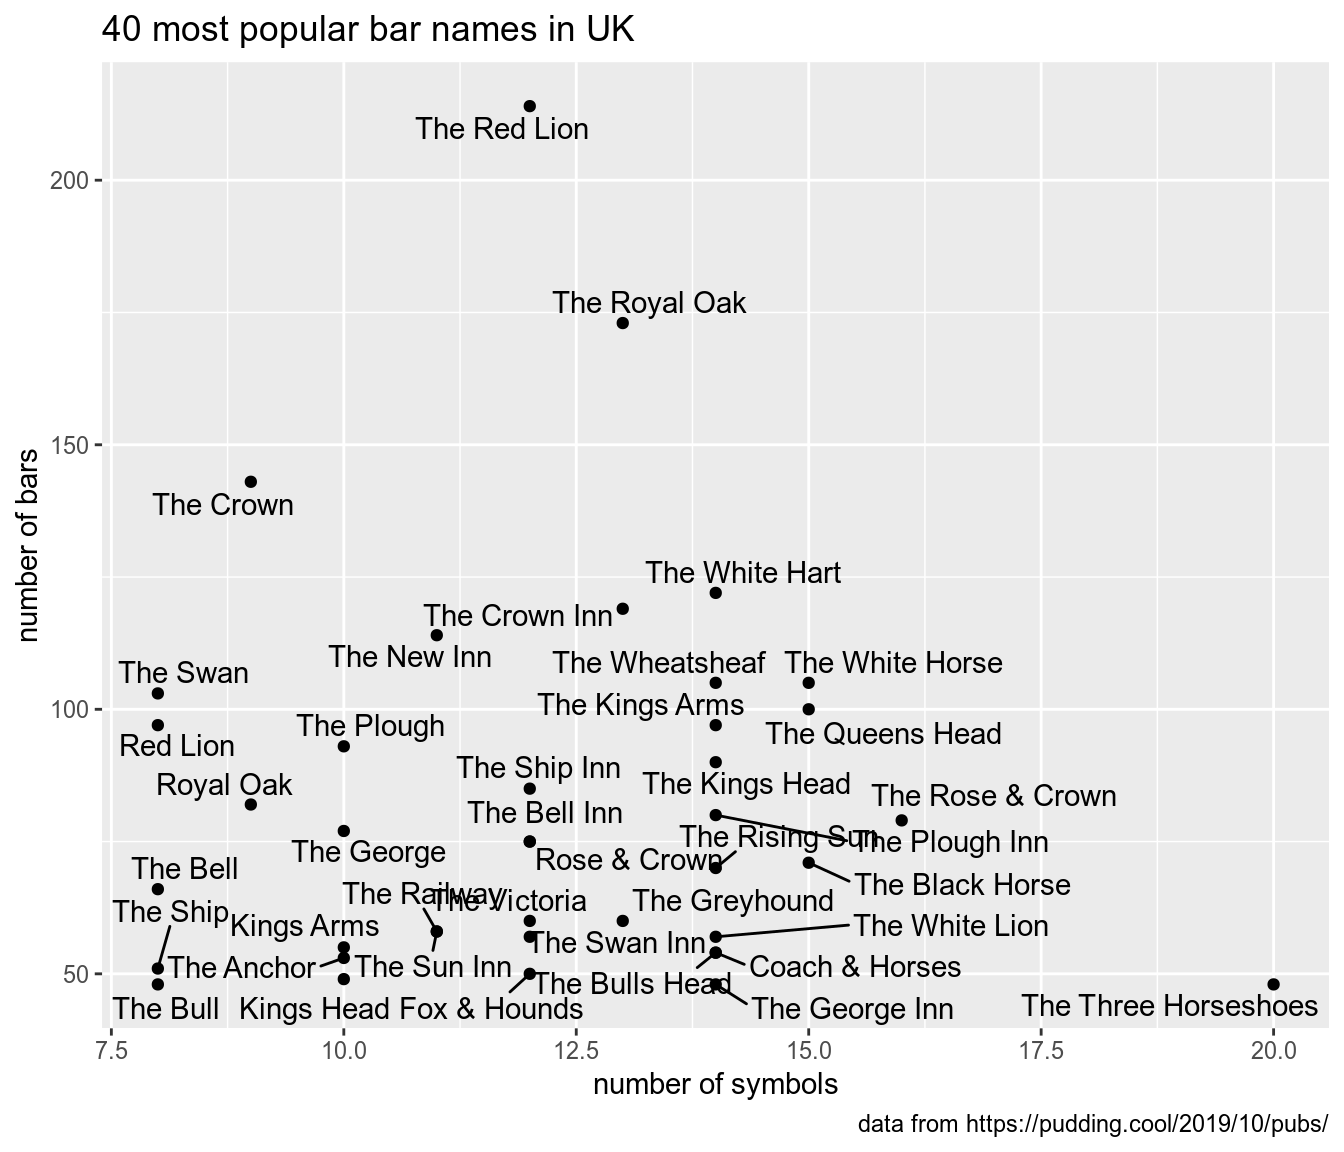 40 most popular bar names in UK
The Red Lion
200
The Royal Oak
150
The Crown
number of bars
The White Hart
The Crown Inn
The New Inn
The Swan
The Wheatsheaf
The White Horse
100
The Kings Arms
Red Lion
The Plough
The Queens Head
The Ship Inn
Royal Oak
The Kings Head
The Rose & Crown
The Bell Inn
The Rising Sun
The Plough Inn
The George
Rose & Crown
The Bell
The Black Horse
The Railway
The Victoria
The Greyhound
The Ship
Kings Arms
The White Lion
The Swan Inn
The Anchor
The Sun Inn
Coach & Horses
50
The Bulls Head
The Bull
Kings Head
Fox & Hounds
The George Inn
The Three Horseshoes
7.5
10.0
12.5
15.0
17.5
20.0
number of symbols
data from https://pudding.cool/2019/10/pubs/